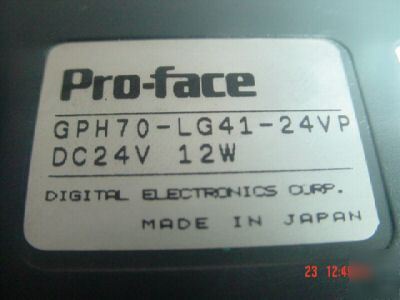 Pro-face
GPH70-LG41-24VP
DC24V 12W
DIGITAL ELECTRONICS CORP.
MADE IN JAPAN